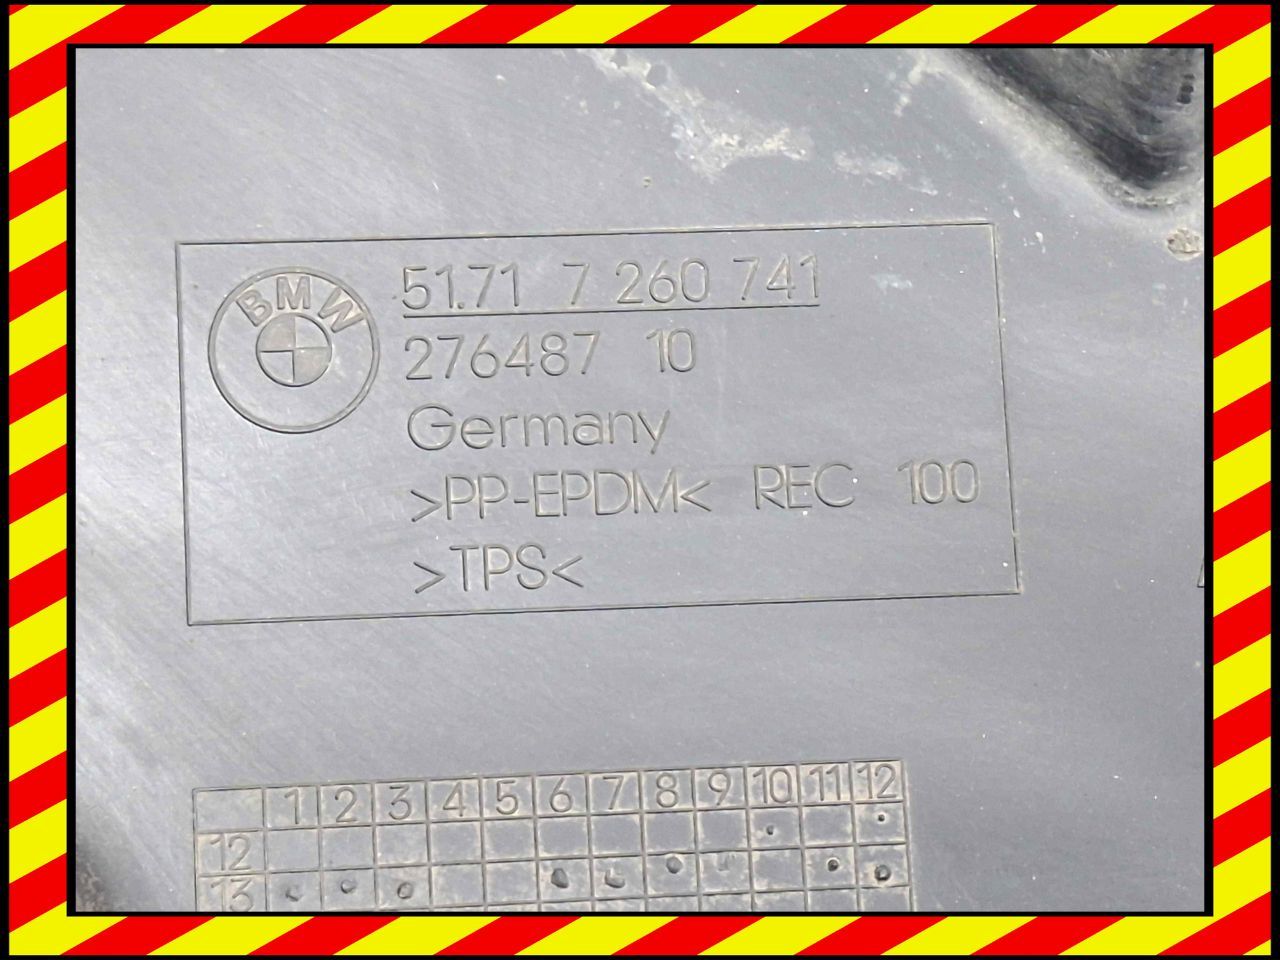 BMW
51.71 7 260 741
276487 10
Germany
>PP-EPDM< REC 100
>TPS<
1 2 3 4 5 6 7 8 9 10 11 12
12
13